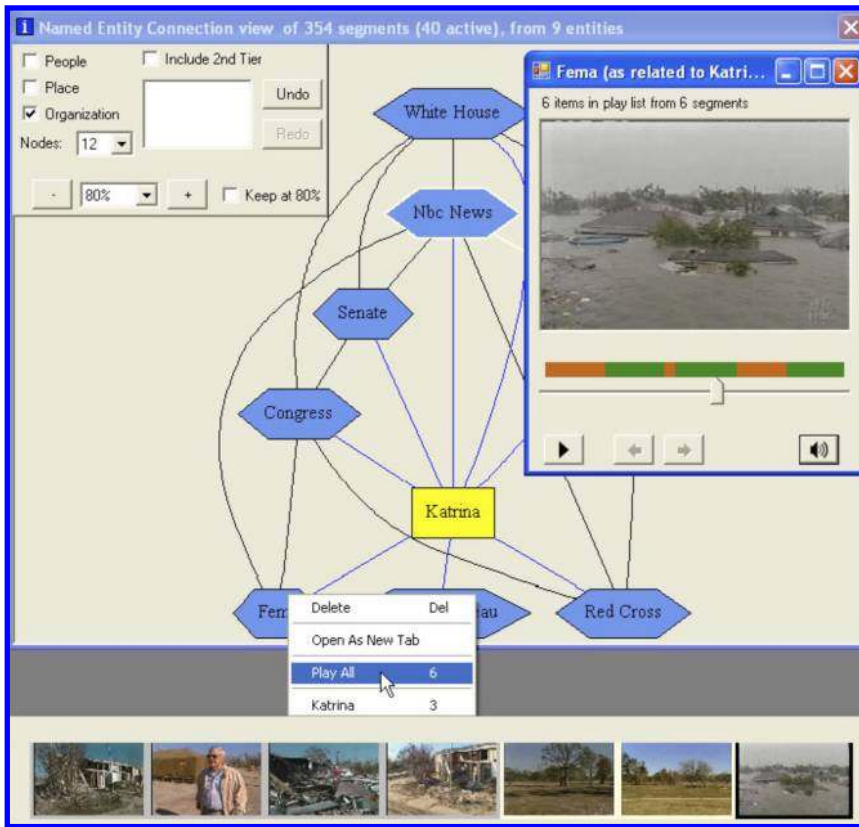 Named Entity Connection view of 354 segments (40 active), from 9 entities
People
Include 2nd Tier
Place
Organization
Undo
Redo
Nodes: 12
- 80% + Keep at 80%
Fema (as related to Katri...
6 items in play list from 6 segments
White House
Nbc News
Senate
Congress
Katrina
Fem
eau
Red Cross
Delete Del
Open As New Tab
Play All 6
Katrina 3